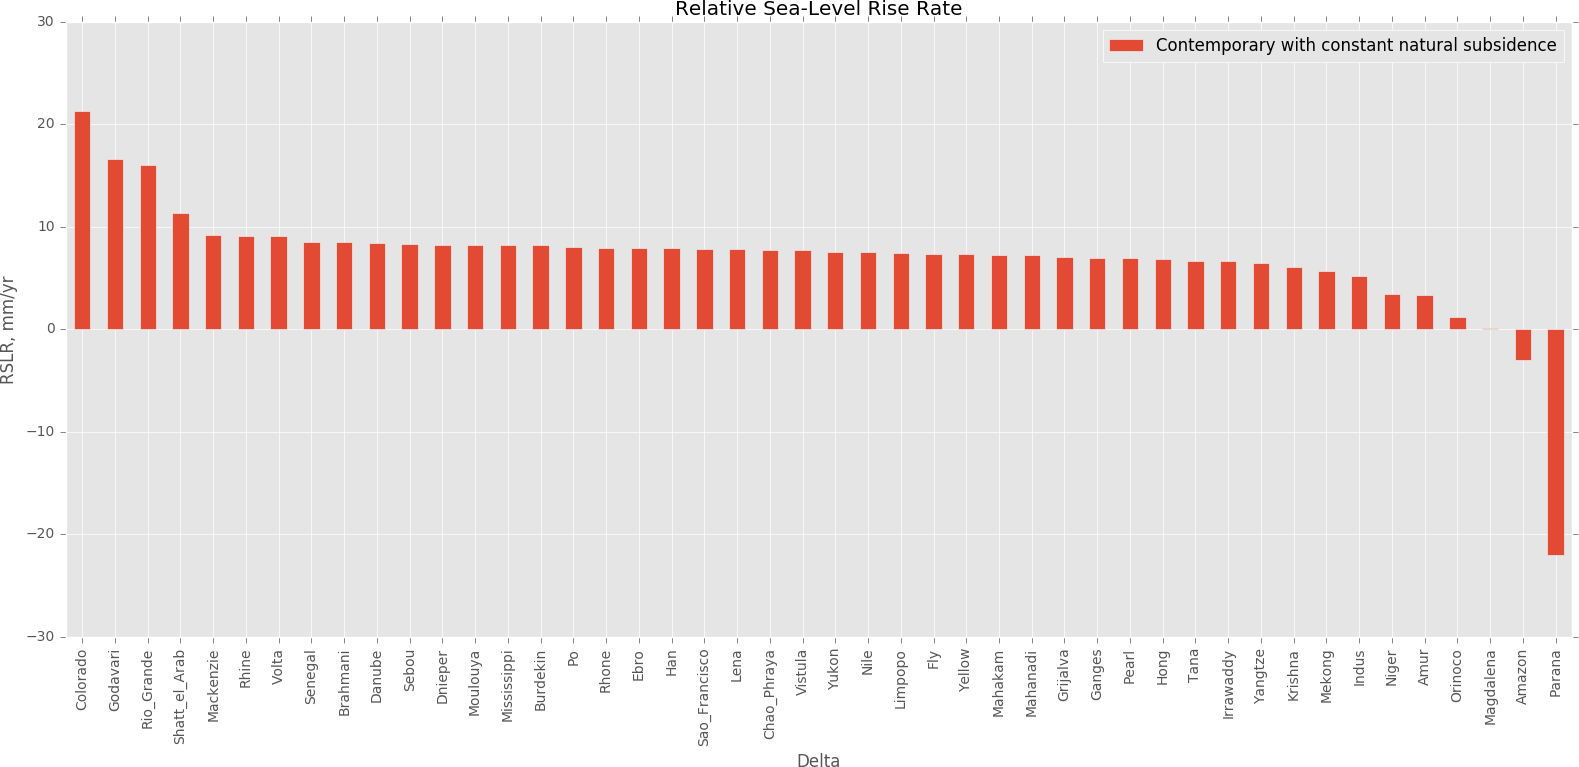 Relative Sea-Level Rise Rate
Contemporary with constant natural subsidence
RSLR, mm/yr
30
20
10
0
−10
−20
−30
Colorado
Godavari
Rio_Grande
Shatt_el_Arab
Mackenzie
Rhine
Volta
Senegal
Brahmani
Danube
Sebou
Dnieper
Moulouya
Mississippi
Burdekin
Po
Rhone
Ebro
Han
Sao_Francisco
Lena
Chao_Phraya
Vistula
Yukon
Nile
Limpopo
Fly
Yellow
Mahakam
Mahanadi
Grijalva
Ganges
Pearl
Hong
Tana
Irrawaddy
Yangtze
Krishna
Mekong
Indus
Niger
Amur
Orinoco
Magdalena
Amazon
Parana
Delta